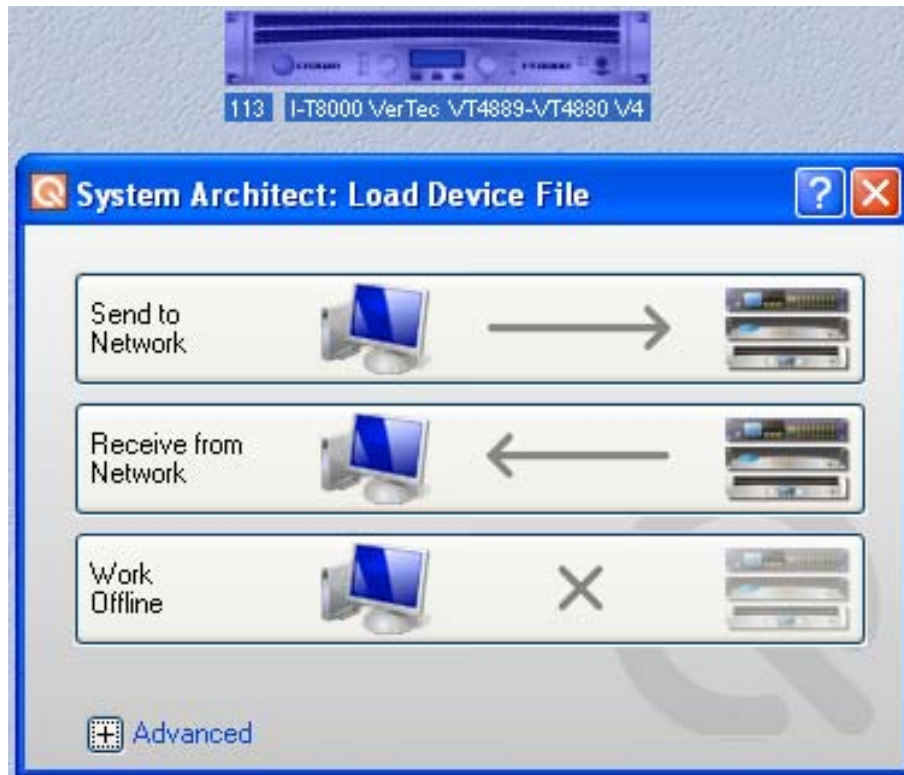 113 I-T8000 VerTec VT4889-VT4880 V4
System Architect: Load Device File
Send to
Network
Receive from
Network
Work
Offline
Advanced